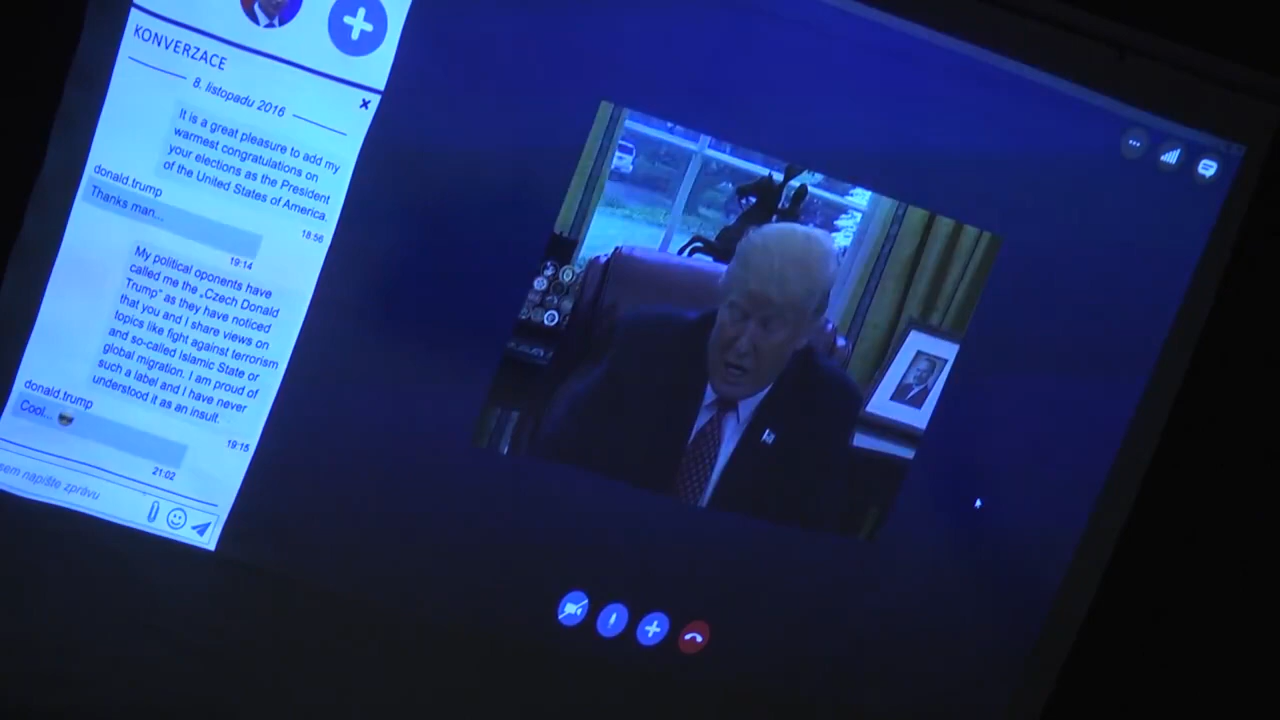 KONVERZACE
8. listopadu 2016
It is a great pleasure to add my
warmest congratulations on
your elections as the President
of the United States of America.
18:56
donald.trump
Thanks man...
19:14
My political oponents have
called me the „Czech Donald
Trump“ as they have noticed
that you and I share views on
topics like fight against terrorism
and so-called Islamic State or
global migration. I am proud of
such a label and I have never
understood it as an insult.
19:15
donald.trump
Cool... 😎
21:02
sem napište zprávu